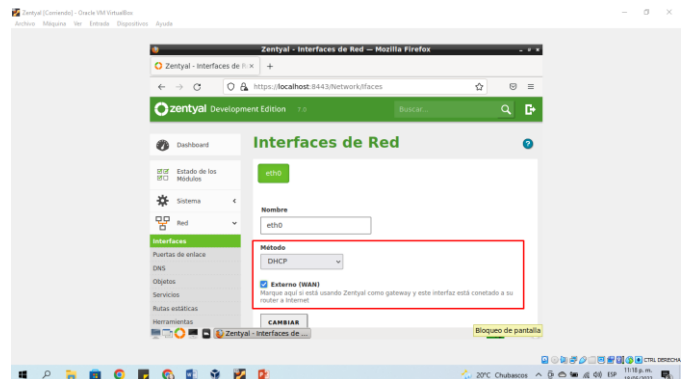 Zentyal [Corriendo] - Oracle VM VirtualBox
Archivo Máquina Ver Entrada Dispositivos Ayuda
Zentyal - Interfaces de Red — Mozilla Firefox
Zentyal - Interfaces de R
https://localhost:8443/Network/Ifaces
zentyal Development Edition 7.0
Buscar...
Interfaces de Red
Dashboard
Estado de los
Módulos
Sistema
Red
Interfaces
Puertas de enlace
DNS
Objetos
Servicios
Rutas estáticas
Herramientas
eth0
Nombre
eth0
Método
DHCP
Externo (WAN)
Marque aquí si está usando Zentyal como gateway y este interfaz está conetado a su
router a Internet
CAMBIAR
Zentyal - Interfaces de ...
Bloqueo de pantalla
CTRL DERECHA
20°C Chubascos
ESP
11:18 p. m.